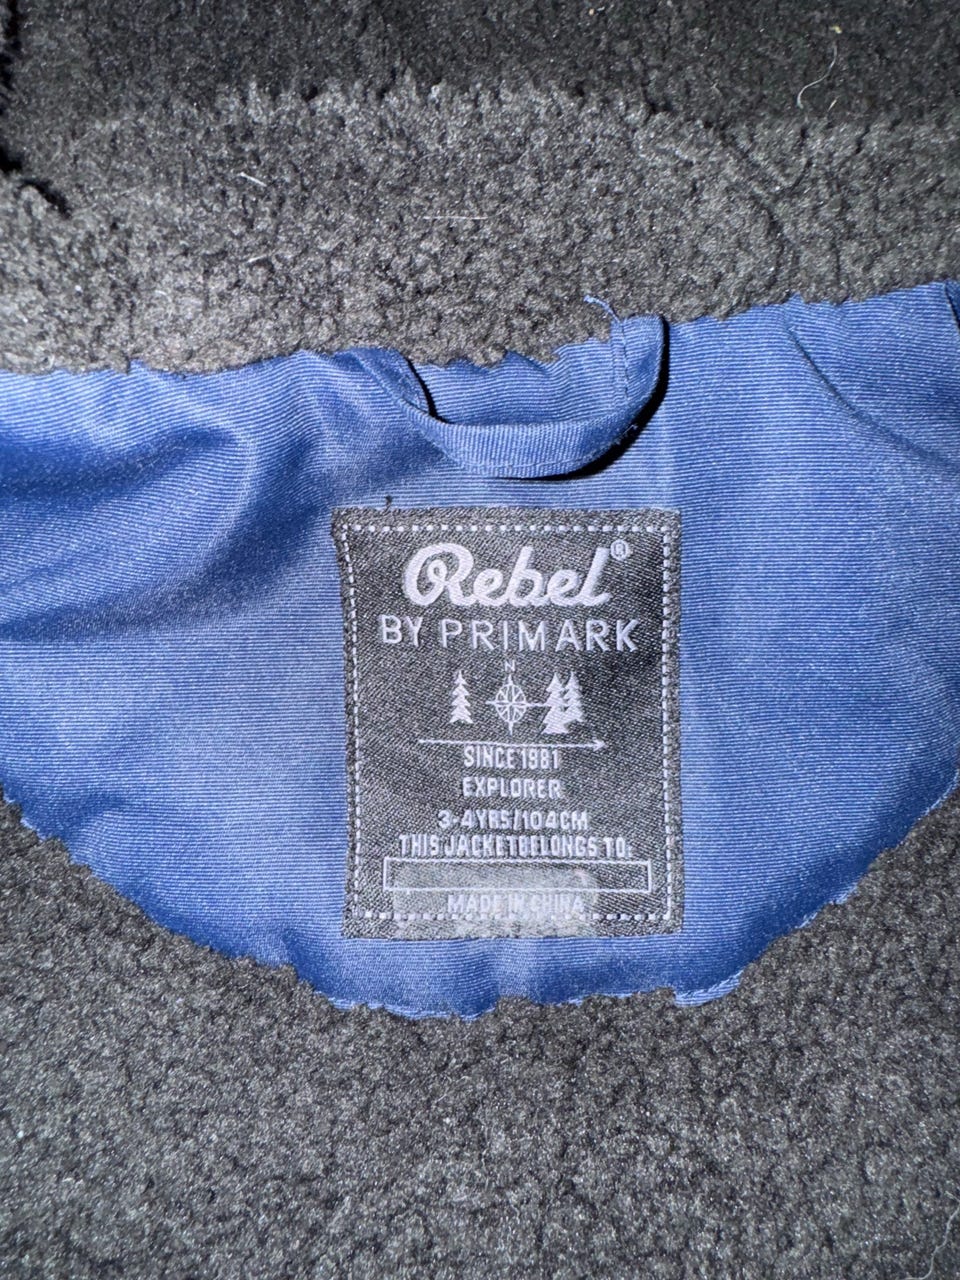 Rebel®
BY PRIMARK
N
SINCE 1981
EXPLORER
3-4YRS/104CM
THIS JACKET BELONGS TO:
MADE IN CHINA